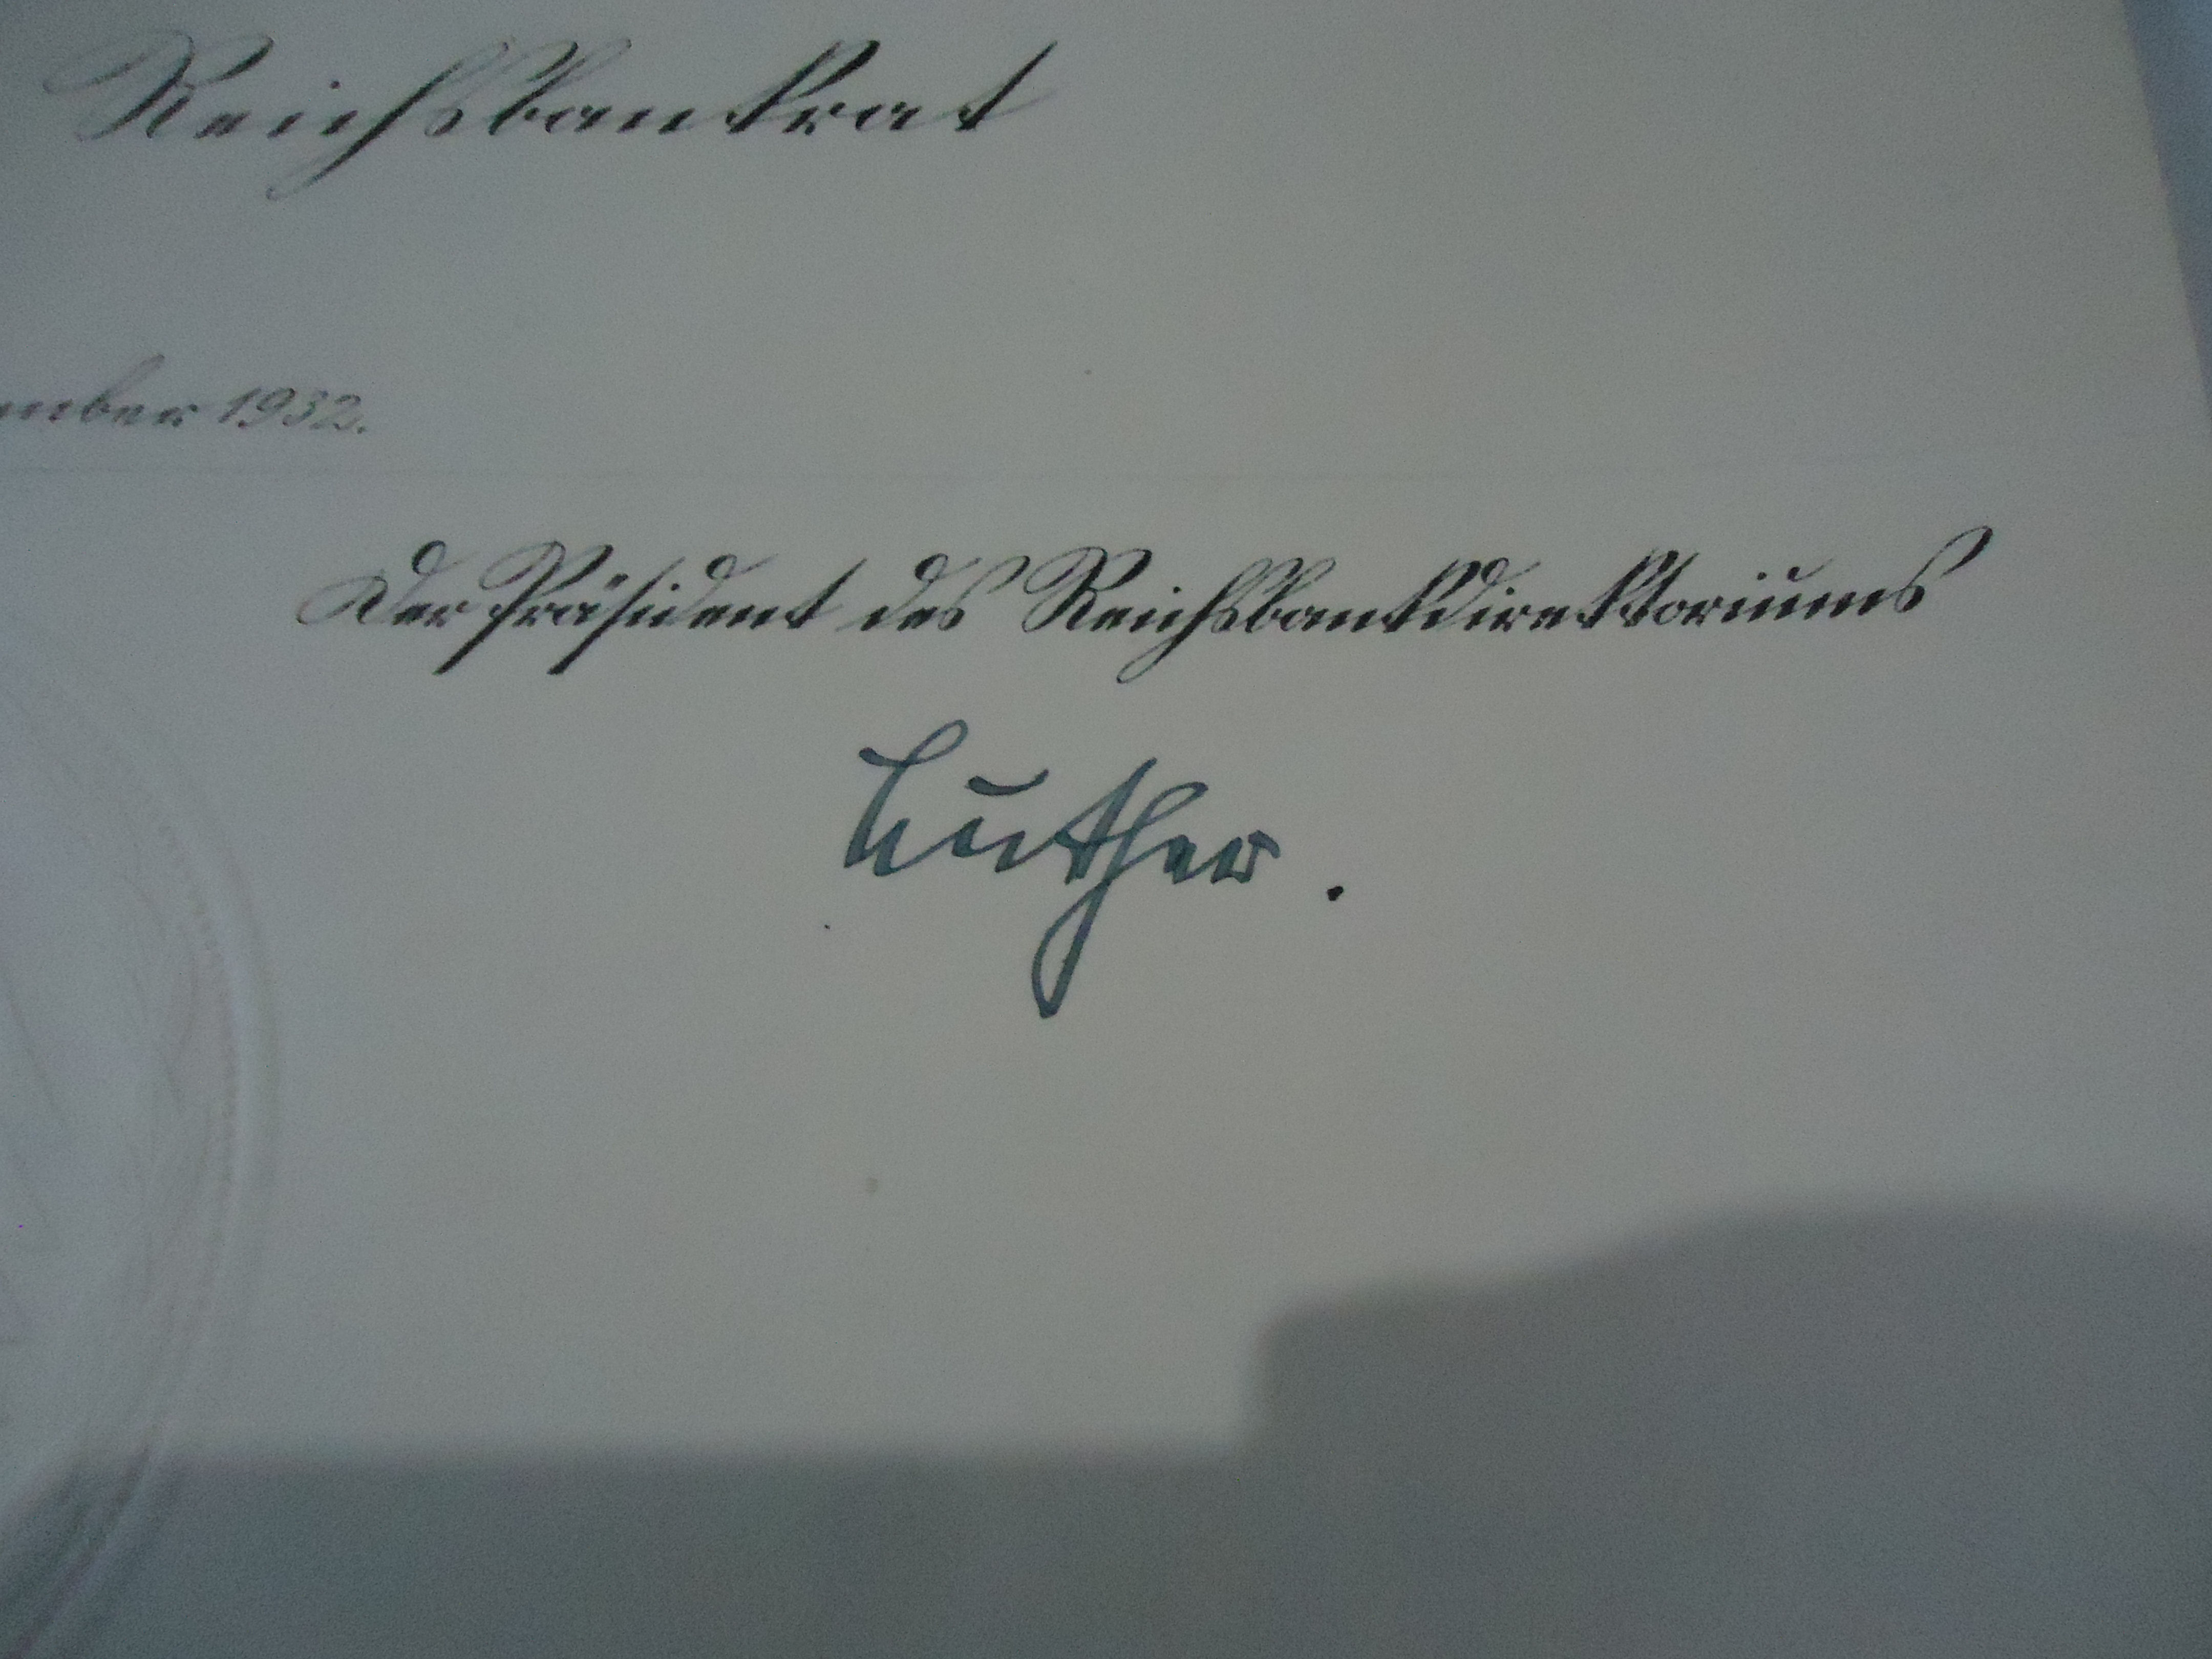 Reichsbankrat
mber 1932.
Der Präsident des Reichsbankdirektoriums
Luther.